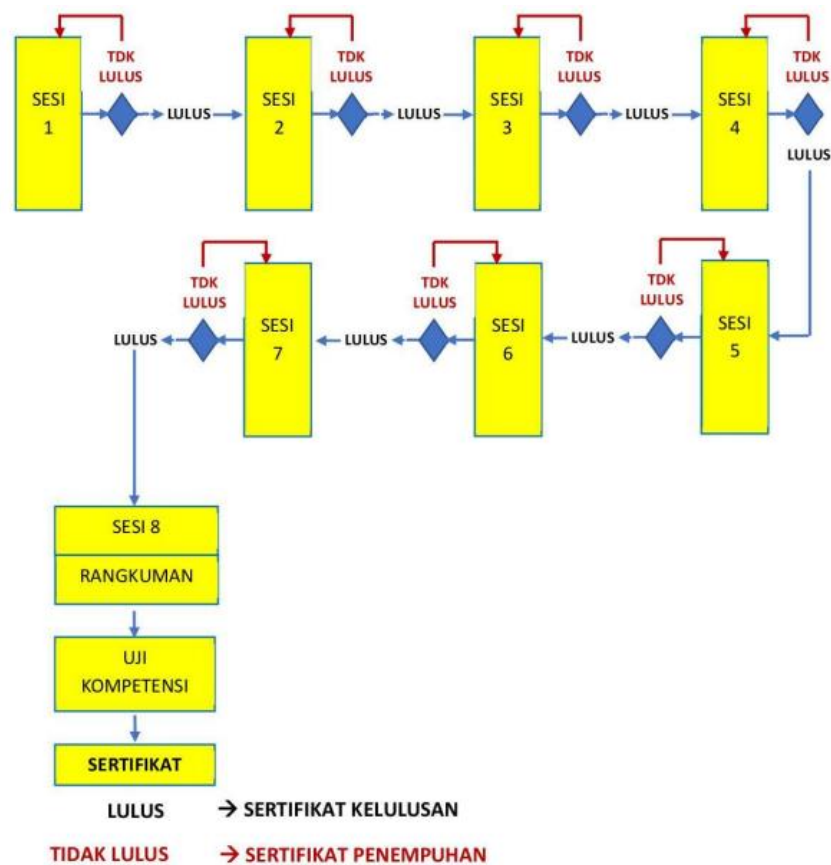 TDK
LULUS
SESI
1
LULUS
TDK
LULUS
SESI
2
LULUS
TDK
LULUS
SESI
3
LULUS
TDK
LULUS
SESI
4
LULUS
TDK
LULUS
SESI
5
LULUS
TDK
LULUS
SESI
6
LULUS
TDK
LULUS
SESI
7
LULUS
SESI 8
RANGKUMAN
UJI
KOMPETENSI
SERTIFIKAT
LULUS → SERTIFIKAT KELULUSAN
TIDAK LULUS → SERTIFIKAT PENEMPUHAN